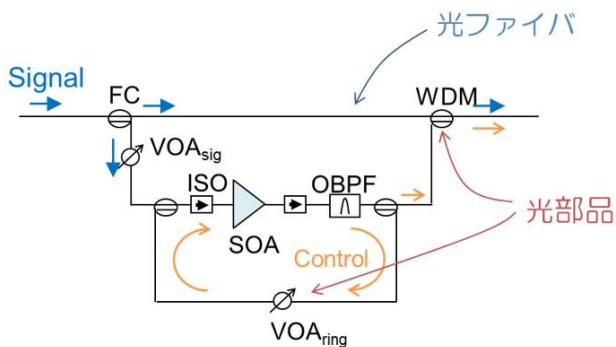 光ファイバ
Signal
FC
WDM
VOAsig
ISO
OBPF
SOA
Control
光部品
VOAring